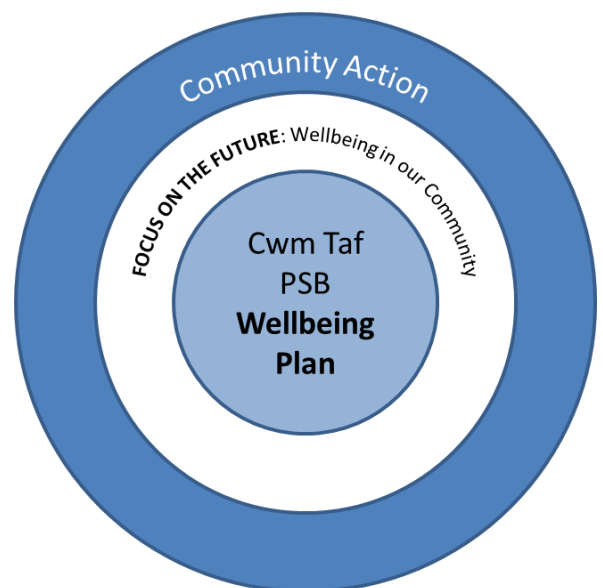 Community Action
FOCUS ON THE FUTURE: Wellbeing in our Community
Cwm Taf
PSB
Wellbeing
Plan